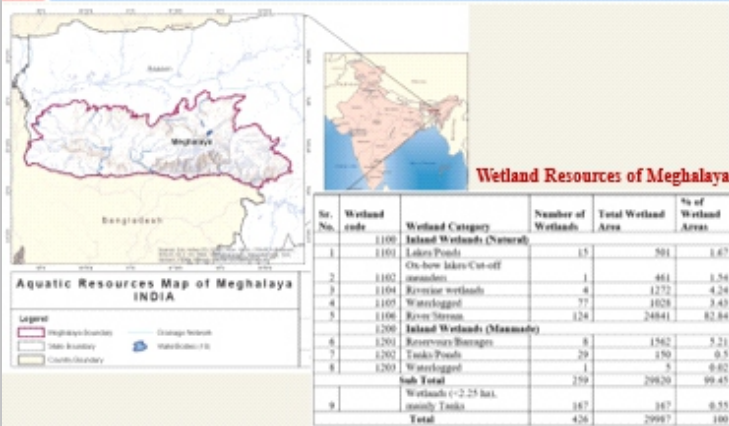 Assam
Meghalaya
Bangladesh
Aquatic Resources Map of Meghalaya
INDIA
Legend
Meghalaya Boundary
State Boundary
Country Boundary
Drainage Network
Wetland Resources of Meghalaya
Sr. No. Wetland code Wetland Category Number of Wetlands Total Wetland Area % of Wetland Areas
1100 Inland Wetlands (Natural)
1 1101 Lakes/Ponds 15 501 1.67
Ox-bow lakes/Cut-off
2 1102 meanders 1 461 1.54
3 1104 Riverine wetlands 4 1272 4.24
4 1105 Waterlogged 77 1028 3.43
5 1106 River/Stream 124 24841 82.84
1200 Inland Wetlands (Manmade)
6 1201 Reservoirs/Barrages 8 1562 5.21
7 1202 Tanks/Ponds 29 150 0.5
8 1203 Waterlogged 1 5 0.02
Sub Total 259 29820 99.45
Wetlands (<2.25 ha),
9 mainly Tanks 167 167 0.55
Total 426 29987 100